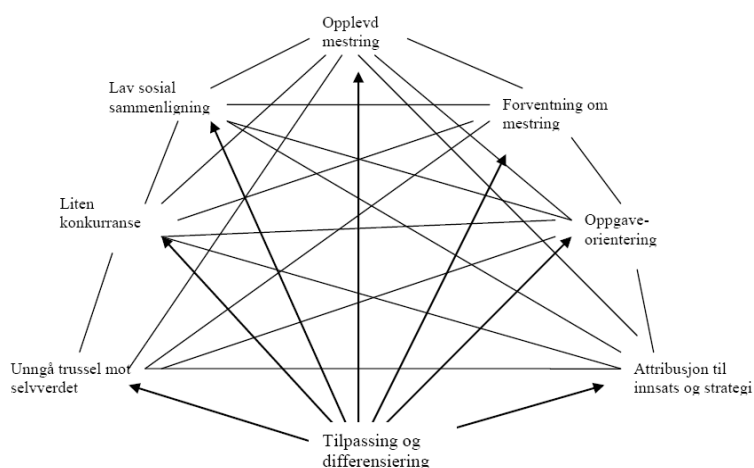 Opplevd
mestring
Lav sosial
sammenligning
Forventning om
mestring
Liten
konkurranse
Oppgave-
orientering
Unngå trussel mot
selvverdet
Attribusjon til
innsats og strategi
Tilpassing og
differensiering